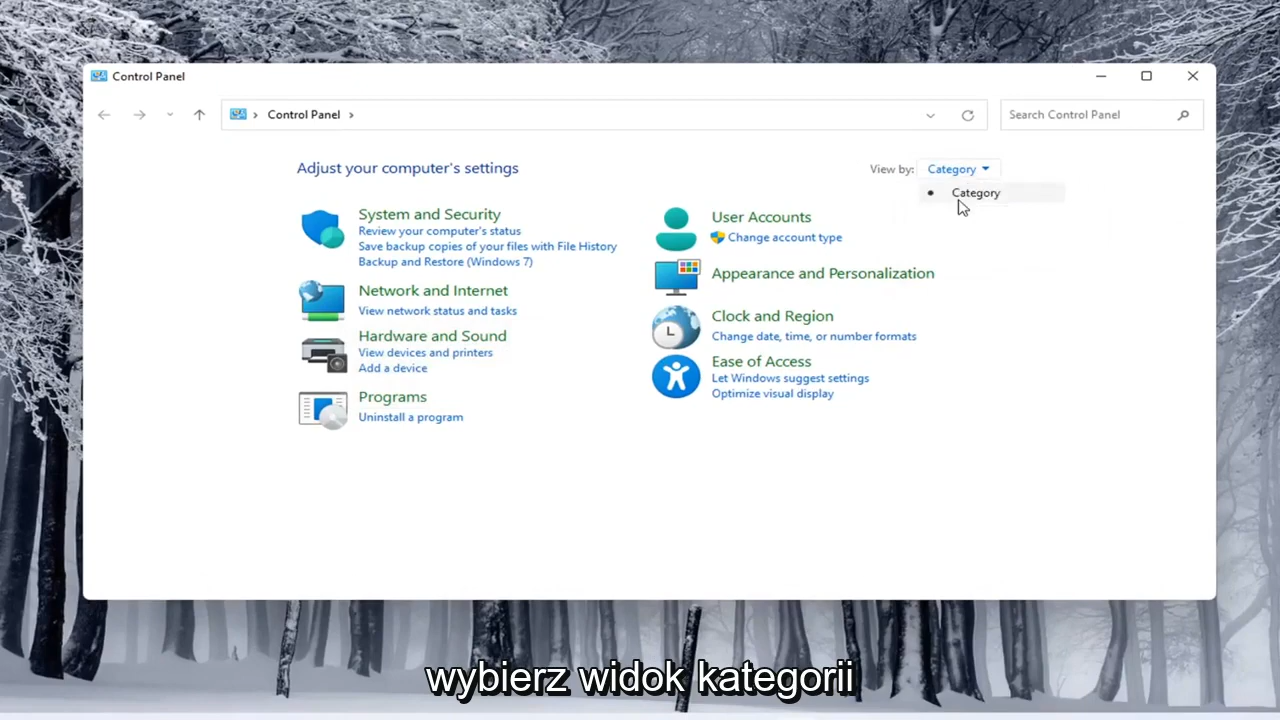 Control Panel
Control Panel
Search Control Panel
Adjust your computer's settings
View by: Category
Category
System and Security
Review your computer's status
Save backup copies of your files with File History
Backup and Restore (Windows 7)
Network and Internet
View network status and tasks
Hardware and Sound
View devices and printers
Add a device
Programs
Uninstall a program
User Accounts
Change account type
Appearance and Personalization
Clock and Region
Change date, time, or number formats
Ease of Access
Let Windows suggest settings
Optimize visual display
wybierz widok kategorii